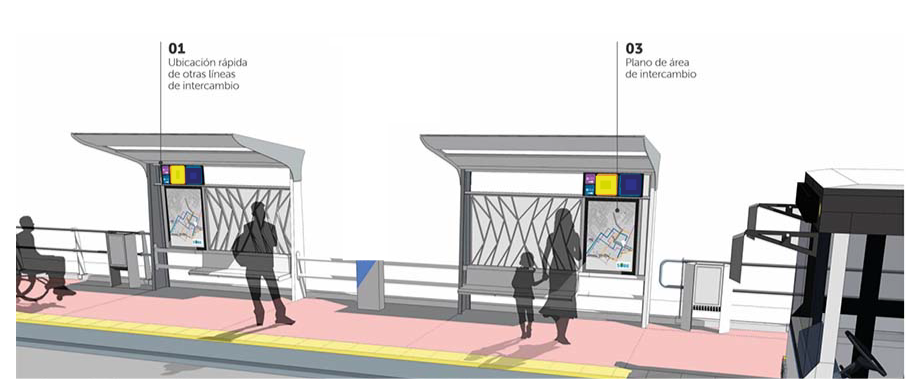 01
Ubicación rápida
de otras líneas
de intercambio
03
Plano de área
de intercambio